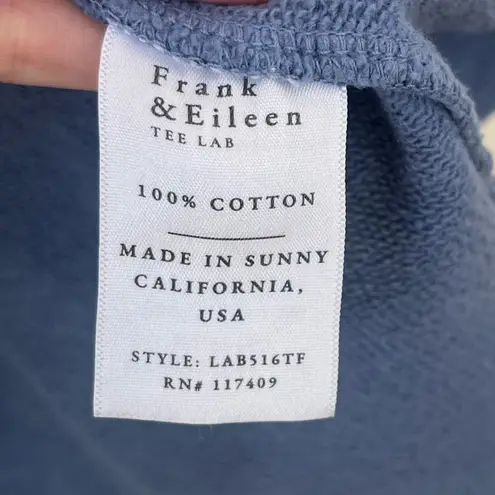 Frank
& Eileen
TEE LAB
100% COTTON
MADE IN SUNNY
CALIFORNIA,
USA
STYLE: LAB516TF
RN# 117409